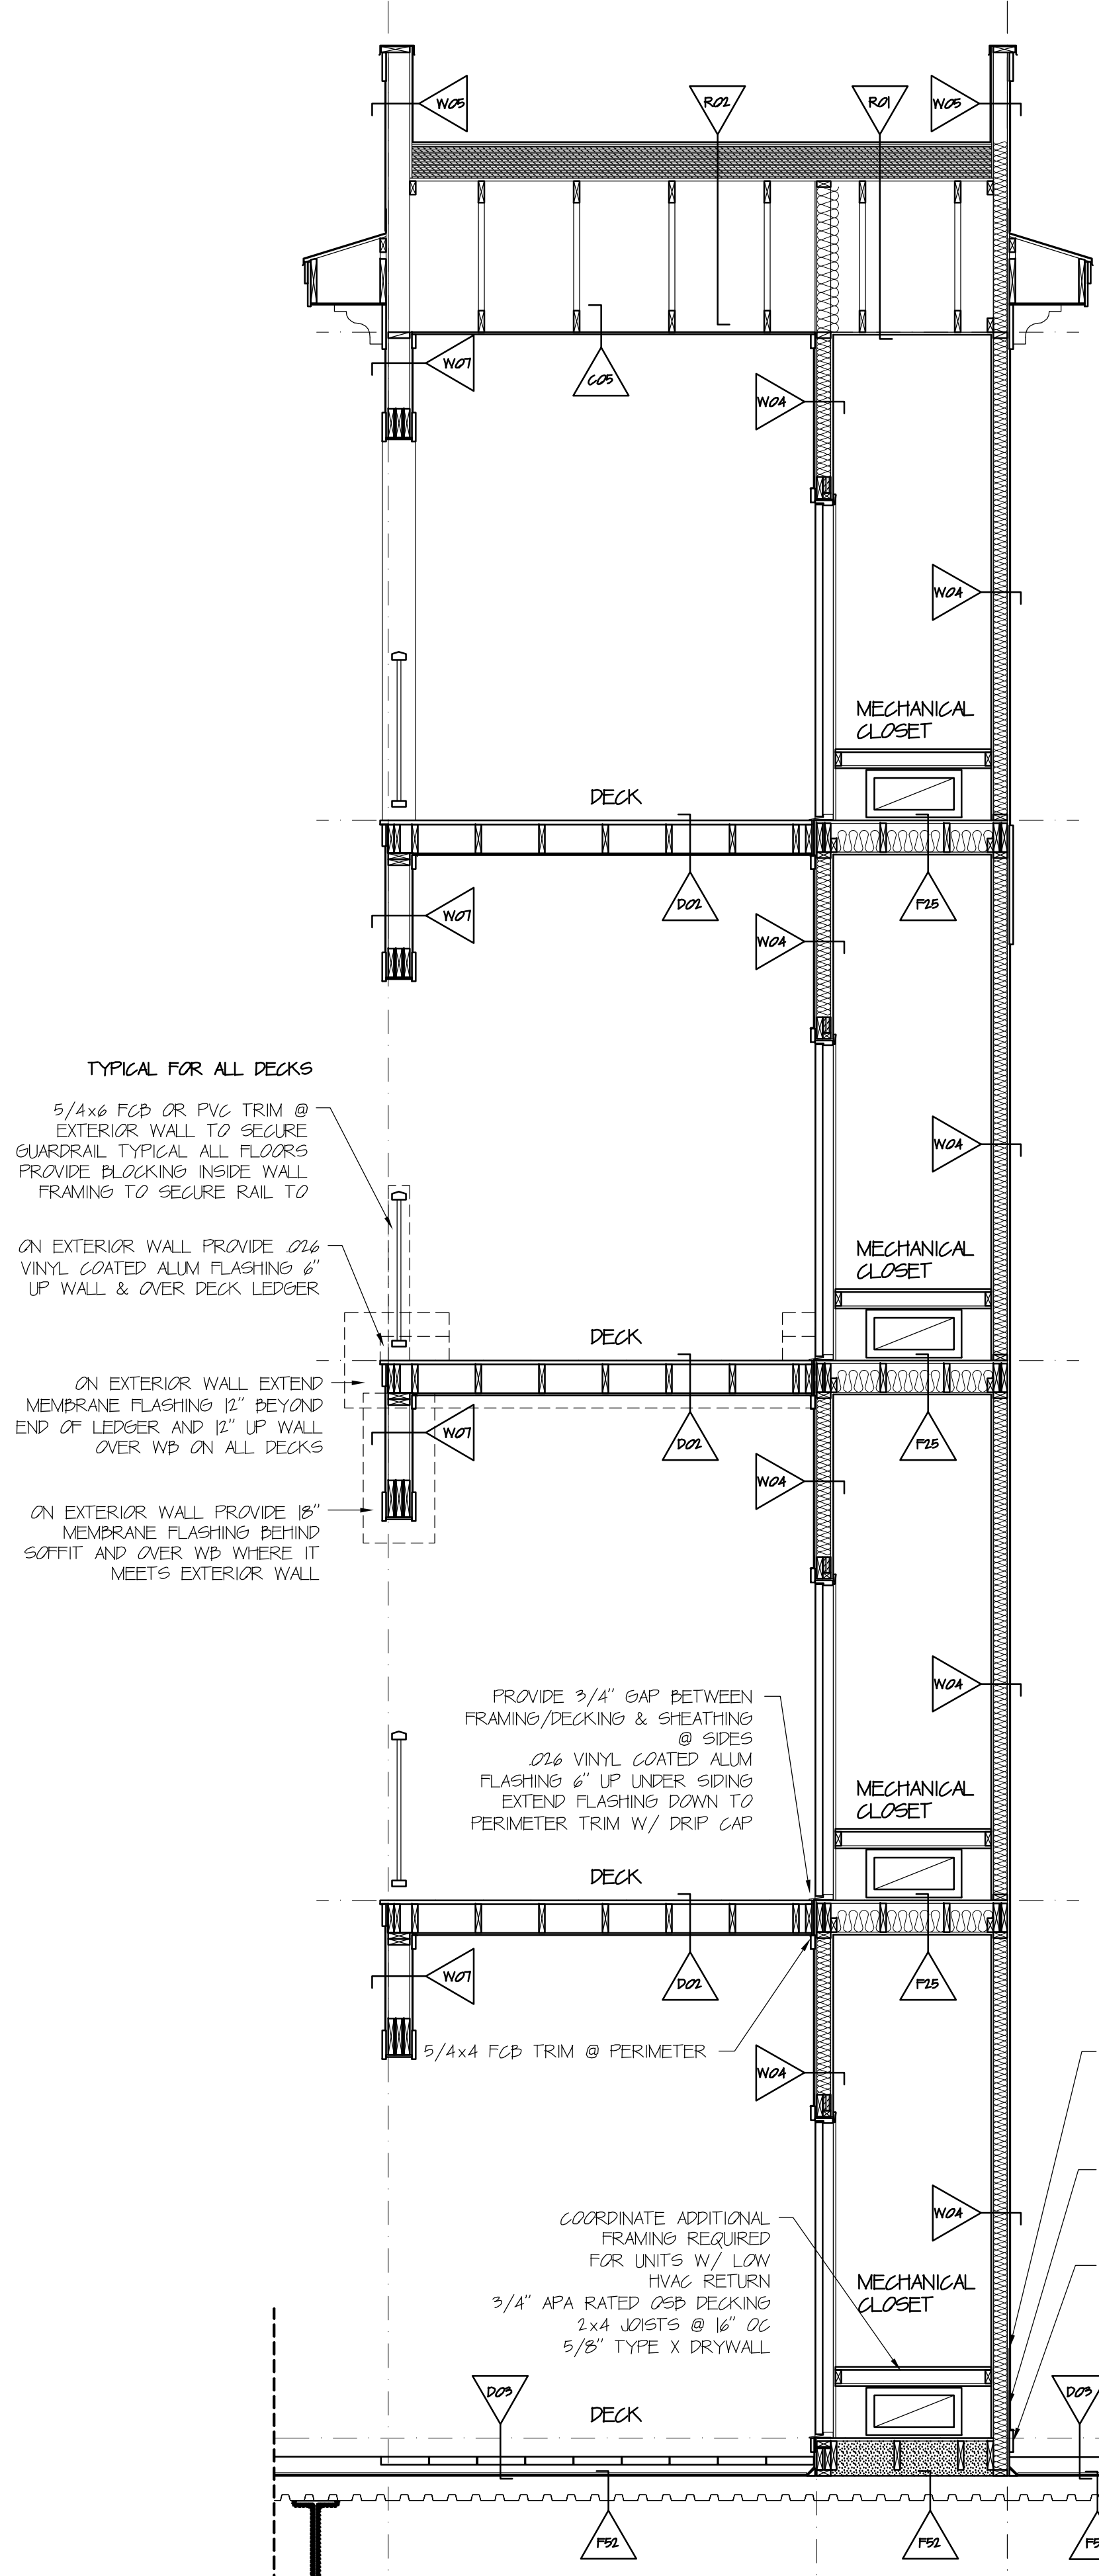 W05
R02
R01
W05
W07
C05
W04
W04
MECHANICAL
CLOSET
DECK
W07
D02
F25
W04
TYPICAL FOR ALL DECKS
5/4x6 FCB OR PVC TRIM @
EXTERIOR WALL TO SECURE
GUARDRAIL TYPICAL ALL FLOORS
PROVIDE BLOCKING INSIDE WALL
FRAMING TO SECURE RAIL TO
W04
ON EXTERIOR WALL PROVIDE .026
VINYL COATED ALUM FLASHING 6"
UP WALL & OVER DECK LEDGER
MECHANICAL
CLOSET
DECK
ON EXTERIOR WALL EXTEND
MEMBRANE FLASHING 12" BEYOND
END OF LEDGER AND 12" UP WALL
OVER WB ON ALL DECKS
W07
D02
F25
W04
ON EXTERIOR WALL PROVIDE 18"
MEMBRANE FLASHING BEHIND
SOFFIT AND OVER WB WHERE IT
MEETS EXTERIOR WALL
W04
PROVIDE 3/4" GAP BETWEEN
FRAMING/DECKING & SHEATHING
@ SIDES
.026 VINYL COATED ALUM
FLASHING 6" UP UNDER SIDING
EXTEND FLASHING DOWN TO
PERIMETER TRIM W/ DRIP CAP
MECHANICAL
CLOSET
DECK
W07
D02
F25
5/4x4 FCB TRIM @ PERIMETER
W04
W04
COORDINATE ADDITIONAL
FRAMING REQUIRED
FOR UNITS W/ LOW
HVAC RETURN
3/4" APA RATED OSB DECKING
2x4 JOISTS @ 16" OC
5/8" TYPE X DRYWALL
MECHANICAL
CLOSET
D03
DECK
D03
F52
F52